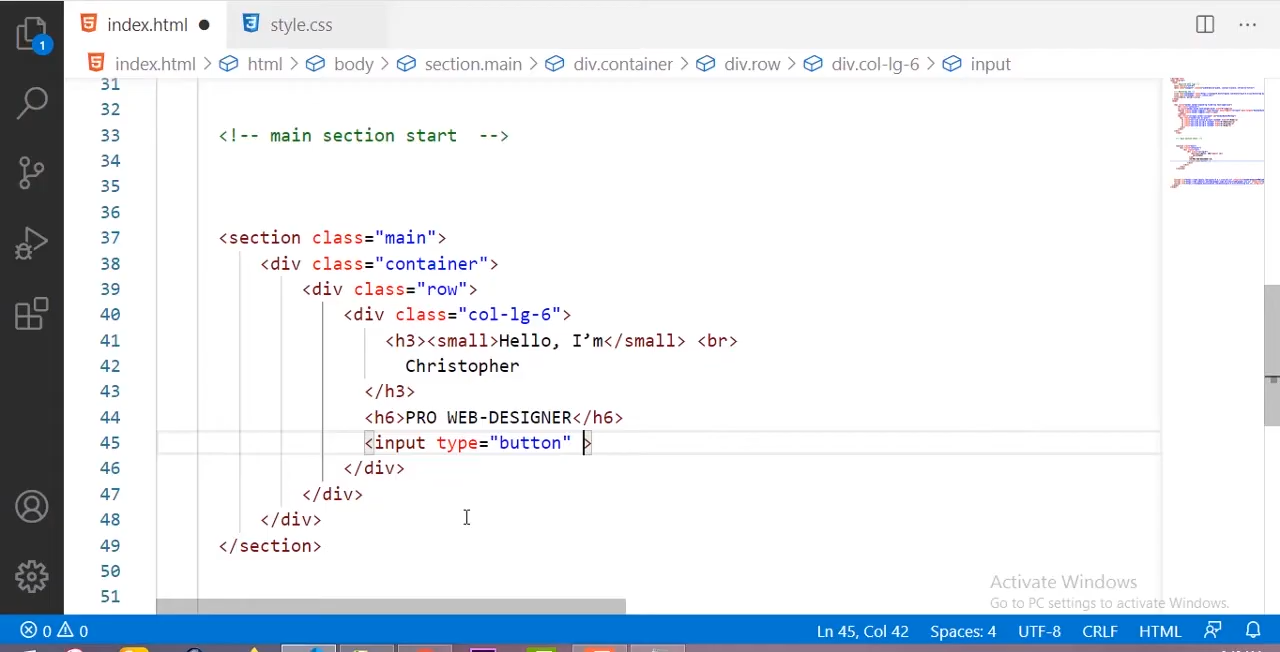 index.html ● style.css ···
1
index.html > html > body > section.main > div.container > div.row > div.col-lg-6 > input
31
32
33 <!-- main section start  -->
34
35
36
37 <section class="main">
38 <div class="container">
39 <div class="row">
40 <div class="col-lg-6">
41 <h3><small>Hello, I’m</small> <br>
42 Christopher
43 </h3>
44 <h6>PRO WEB-DESIGNER</h6>
45 <input type="button" >
46 </div>
47 </div>
48 </div>
49 </section>
50
51
Activate Windows
Go to PC settings to activate Windows.
0 0 Ln 45, Col 42 Spaces: 4 UTF-8 CRLF HTML